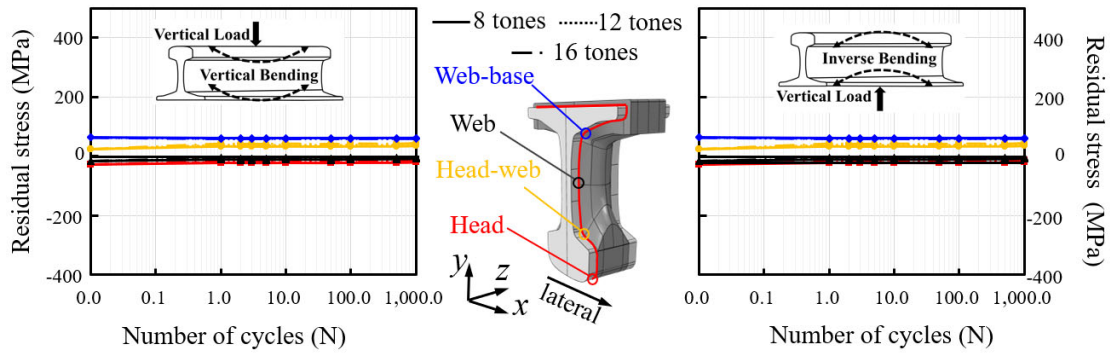 Residual stress (MPa)
400
200
0
-200
-400
Vertical Load
Vertical Bending
0.0
0.1
1.0
10.0
100.0
1,000.0
Number of cycles (N)
8 tones
12 tones
16 tones
Web-base
Web
Head-web
Head
y
z
x
lateral
Inverse Bending
Vertical Load
0.0
0.1
1.0
10.0
100.0
1,000.0
Number of cycles (N)
400
200
0
-200
-400
Residual stress (MPa)